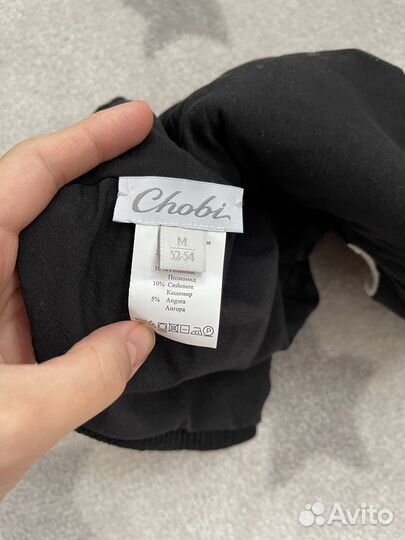 Chobi
M
52-54
10% Cashmere
Кашемир
5% Angora
Ангора
Avito